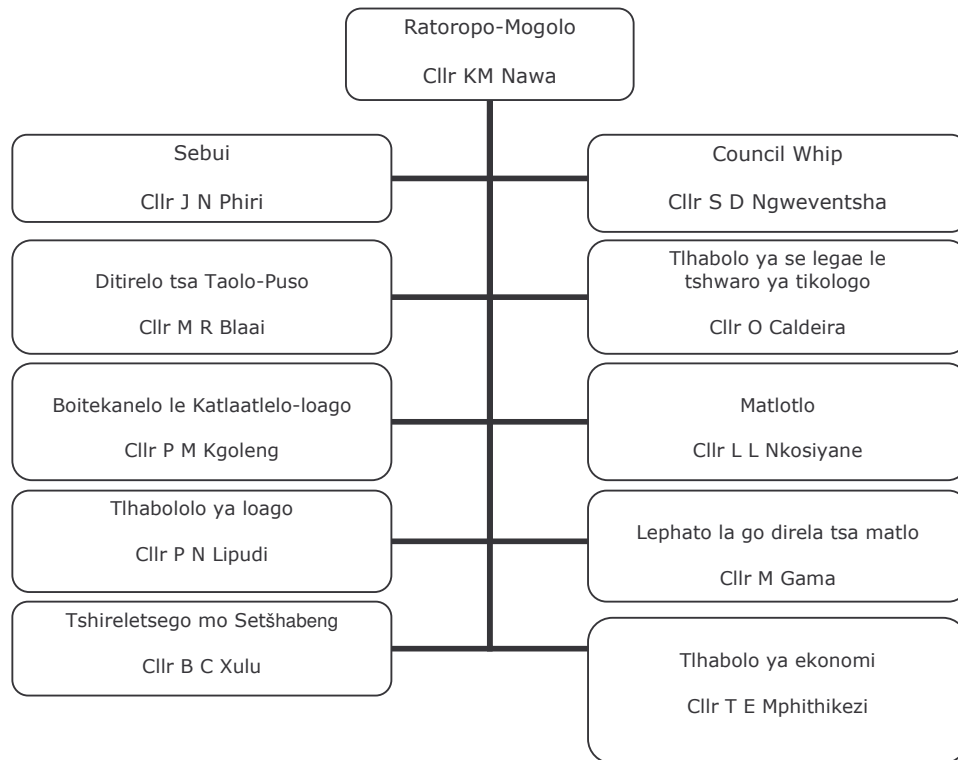 Ratoropo-Mogolo
Cllr KM Nawa
Sebui
Cllr J N Phiri
Council Whip
Cllr S D Ngweventsha
Ditirelo tsa Taolo-Puso
Cllr M R Blaai
Tlhabolo ya se legae le
tshwaro ya tikologo
Cllr O Caldeira
Boitekanelo le Katlaatlelo-loago
Cllr P M Kgoleng
Matlotlo
Cllr L L Nkosiyane
Tlhabololo ya loago
Cllr P N Lipudi
Lephato la go direla tsa matlo
Cllr M Gama
Tshireletsego mo Setšhabeng
Cllr B C Xulu
Tlhabolo ya ekonomi
Cllr T E Mphithikezi